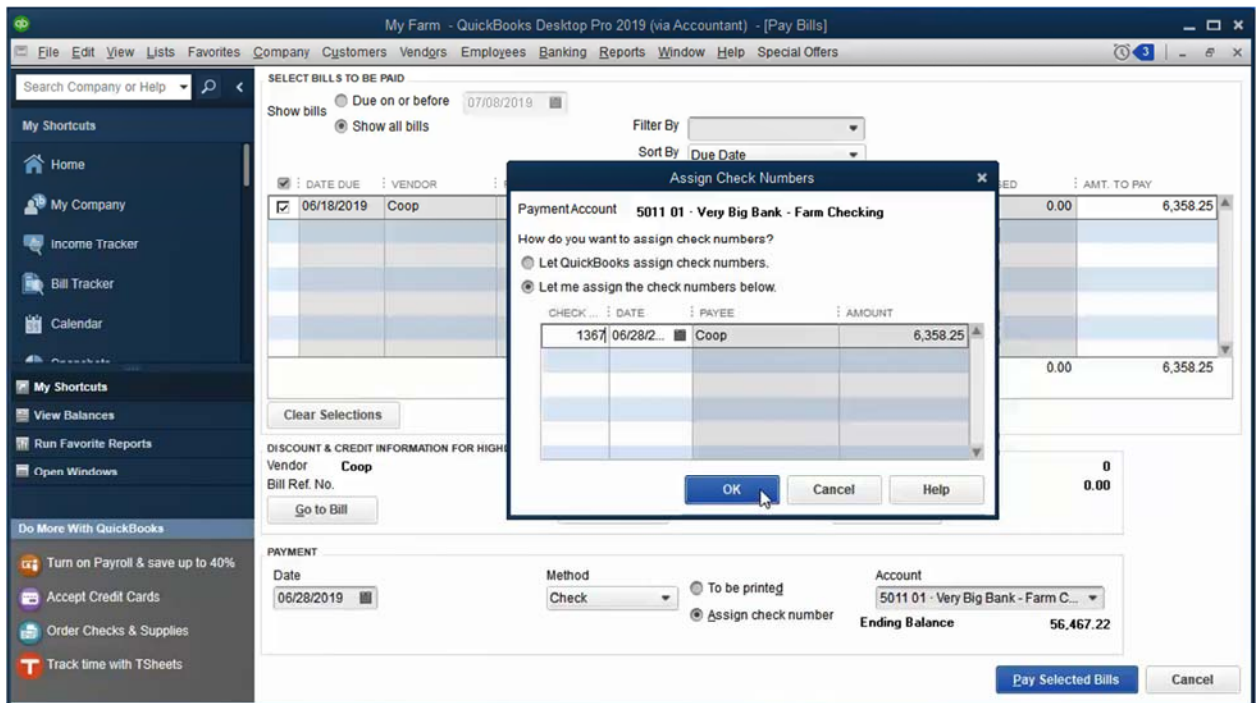 qb My Farm - QuickBooks Desktop Pro 2019 (via Accountant) - [Pay Bills]
File Edit View Lists Favorites Company Customers Vendors Employees Banking Reports Window Help Special Offers 3
Search Company or Help
My Shortcuts
Home
My Company
Income Tracker
Bill Tracker
Calendar
My Shortcuts
View Balances
Run Favorite Reports
Open Windows
Do More With QuickBooks
Turn on Payroll & save up to 40%
Accept Credit Cards
Order Checks & Supplies
Track time with TSheets
SELECT BILLS TO BE PAID
Show bills
Due on or before 07/08/2019
Show all bills
Filter By
Sort By Due Date
DATE DUE VENDOR AMT. TO PAY
06/18/2019 Coop 0.00 6,358.25
0.00 6,358.25
Clear Selections
Assign Check Numbers
Payment Account 5011 01 · Very Big Bank - Farm Checking
How do you want to assign check numbers?
Let QuickBooks assign check numbers.
Let me assign the check numbers below.
CHECK ... DATE PAYEE AMOUNT
1367 06/28/2... Coop 6,358.25
OK Cancel Help
DISCOUNT & CREDIT INFORMATION FOR
Vendor Coop 0
Bill Ref. No. 0.00
Go to Bill
PAYMENT
Date Method Account
06/28/2019 Check To be printed 5011 01 · Very Big Bank - Farm C...
Assign check number Ending Balance 56,467.22
Pay Selected Bills Cancel